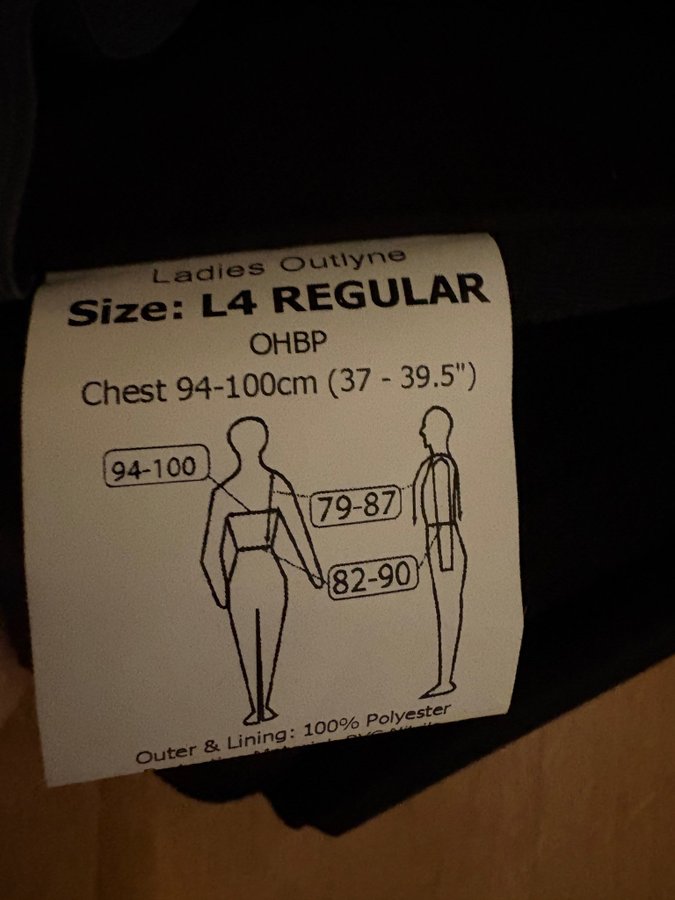 Ladies Outlyne
Size: L4 REGULAR
OHBP
Chest 94-100cm (37 - 39.5")
94-100
79-87
82-90
Outer & Lining: 100% Polyester